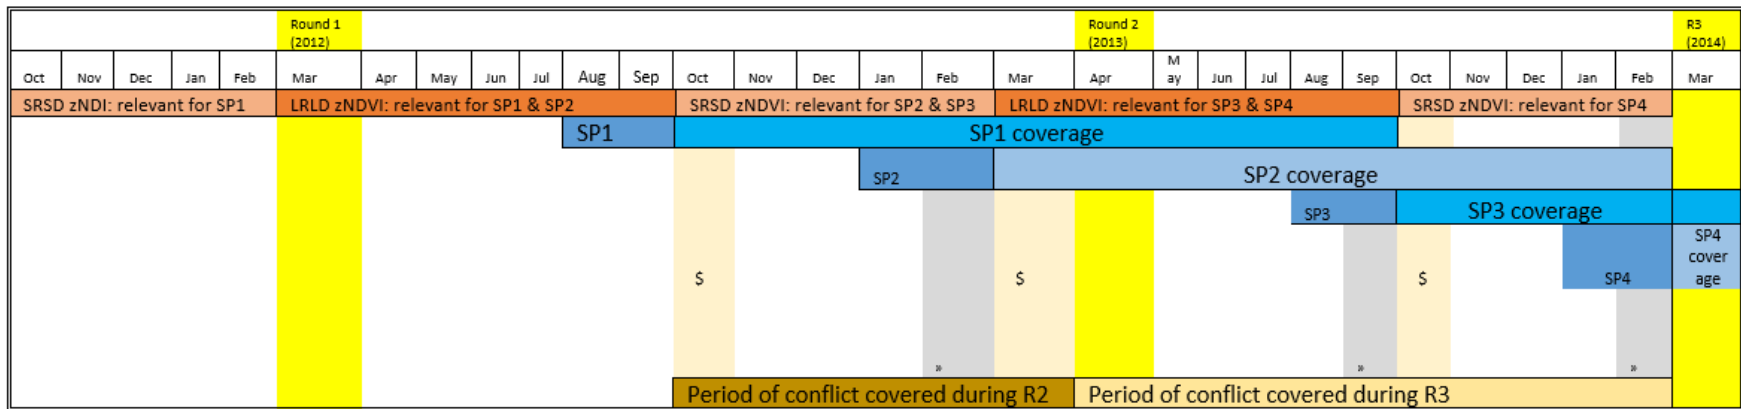 Round 1 (2012) Round 2 (2013) R3 (2014)
Oct Nov Dec Jan Feb Mar Apr May Jun Jul Aug Sep Oct Nov Dec Jan Feb Mar Apr May Jun Jul Aug Sep Oct Nov Dec Jan Feb Mar
SRSD zNDI: relevant for SP1 LRLD zNDVI: relevant for SP1 & SP2 SRSD zNDVI: relevant for SP2 & SP3 LRLD zNDVI: relevant for SP3 & SP4 SRSD zNDVI: relevant for SP4
SP1 SP1 coverage
SP2 SP2 coverage
SP3 SP3 coverage
SP4 SP4 cover age
$ $ $
» » »
Period of conflict covered during R2 Period of conflict covered during R3